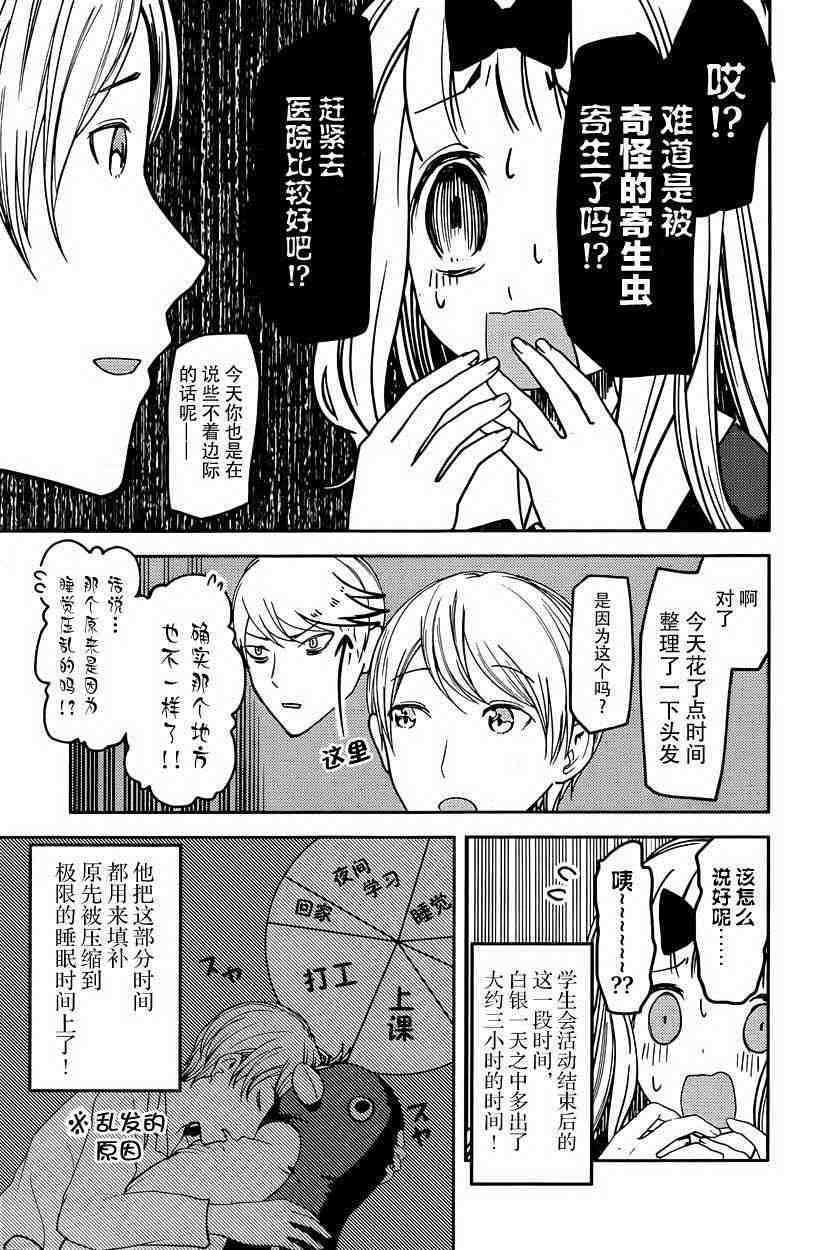 哎!?
难道是被
奇怪的寄生虫
寄生了吗!?
赶紧去
医院比较好吧!?
今天你也是在
说些不着边际
的话呢——
啊
对了
今天花了点时间
整理了一下头发
是因为这个吗?
这里
确实那个地方
也不一样了!!
话说…
那个原来是因为
睡觉压乱的吗!?
该怎么
说好呢……
咦~~~~~~~??
学生会活动结束后的
这一段时间,
白银一天之中多出了
大约三小时的时间!
夜间
学习
回家
睡觉
打工
上课
他把这部分时间
都用来填补
原先被压缩到
极限的睡眠时间上了!
スヤ
スヤ
※乱发的
原因